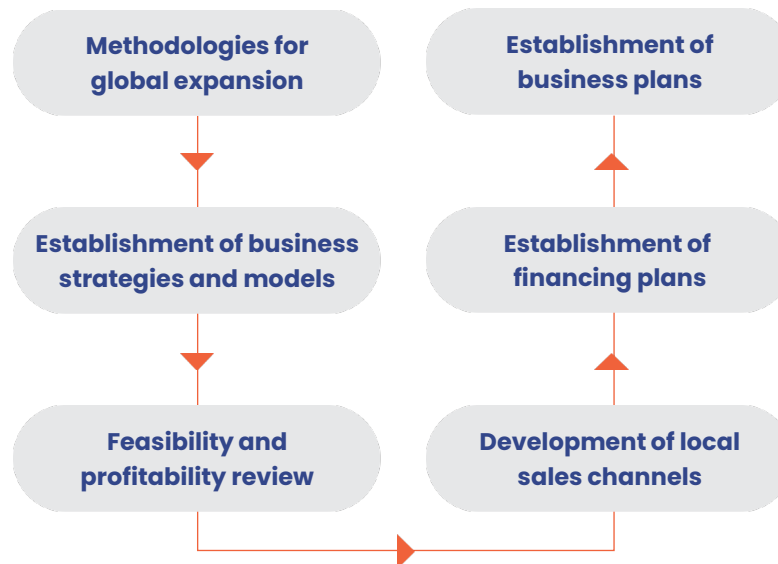 Methodologies for
global expansion
Establishment of business
strategies and models
Feasibility and
profitability review
Development of local
sales channels
Establishment of
financing plans
Establishment of
business plans